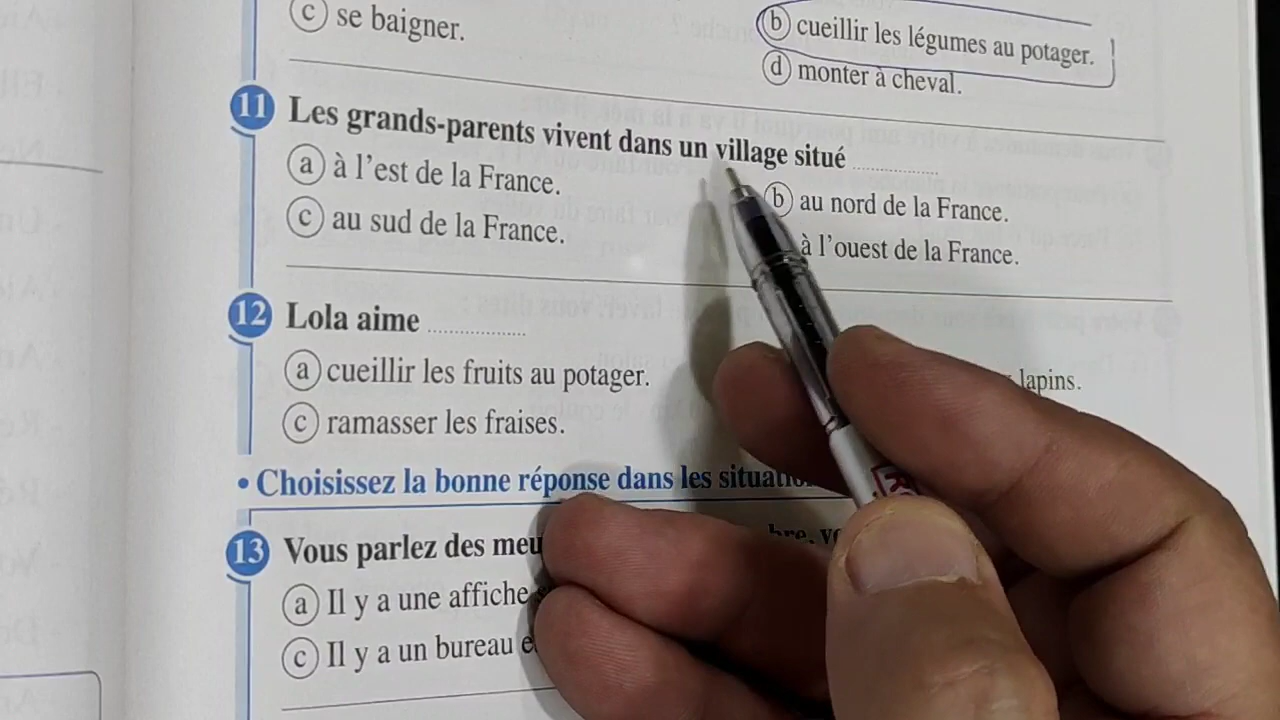 c se baigner.
b cueillir les légumes au potager.
d monter à cheval.
11 Les grands-parents vivent dans un village situé ....................
a à l'est de la France.
b au nord de la France.
c au sud de la France.
à l'ouest de la France.
12 Lola aime ....................
a cueillir les fruits au potager.
lapins.
c ramasser les fraises.
• Choisissez la bonne réponse dans les
13 Vous parlez des
a Il y a une affiche
c Il y a un bureau